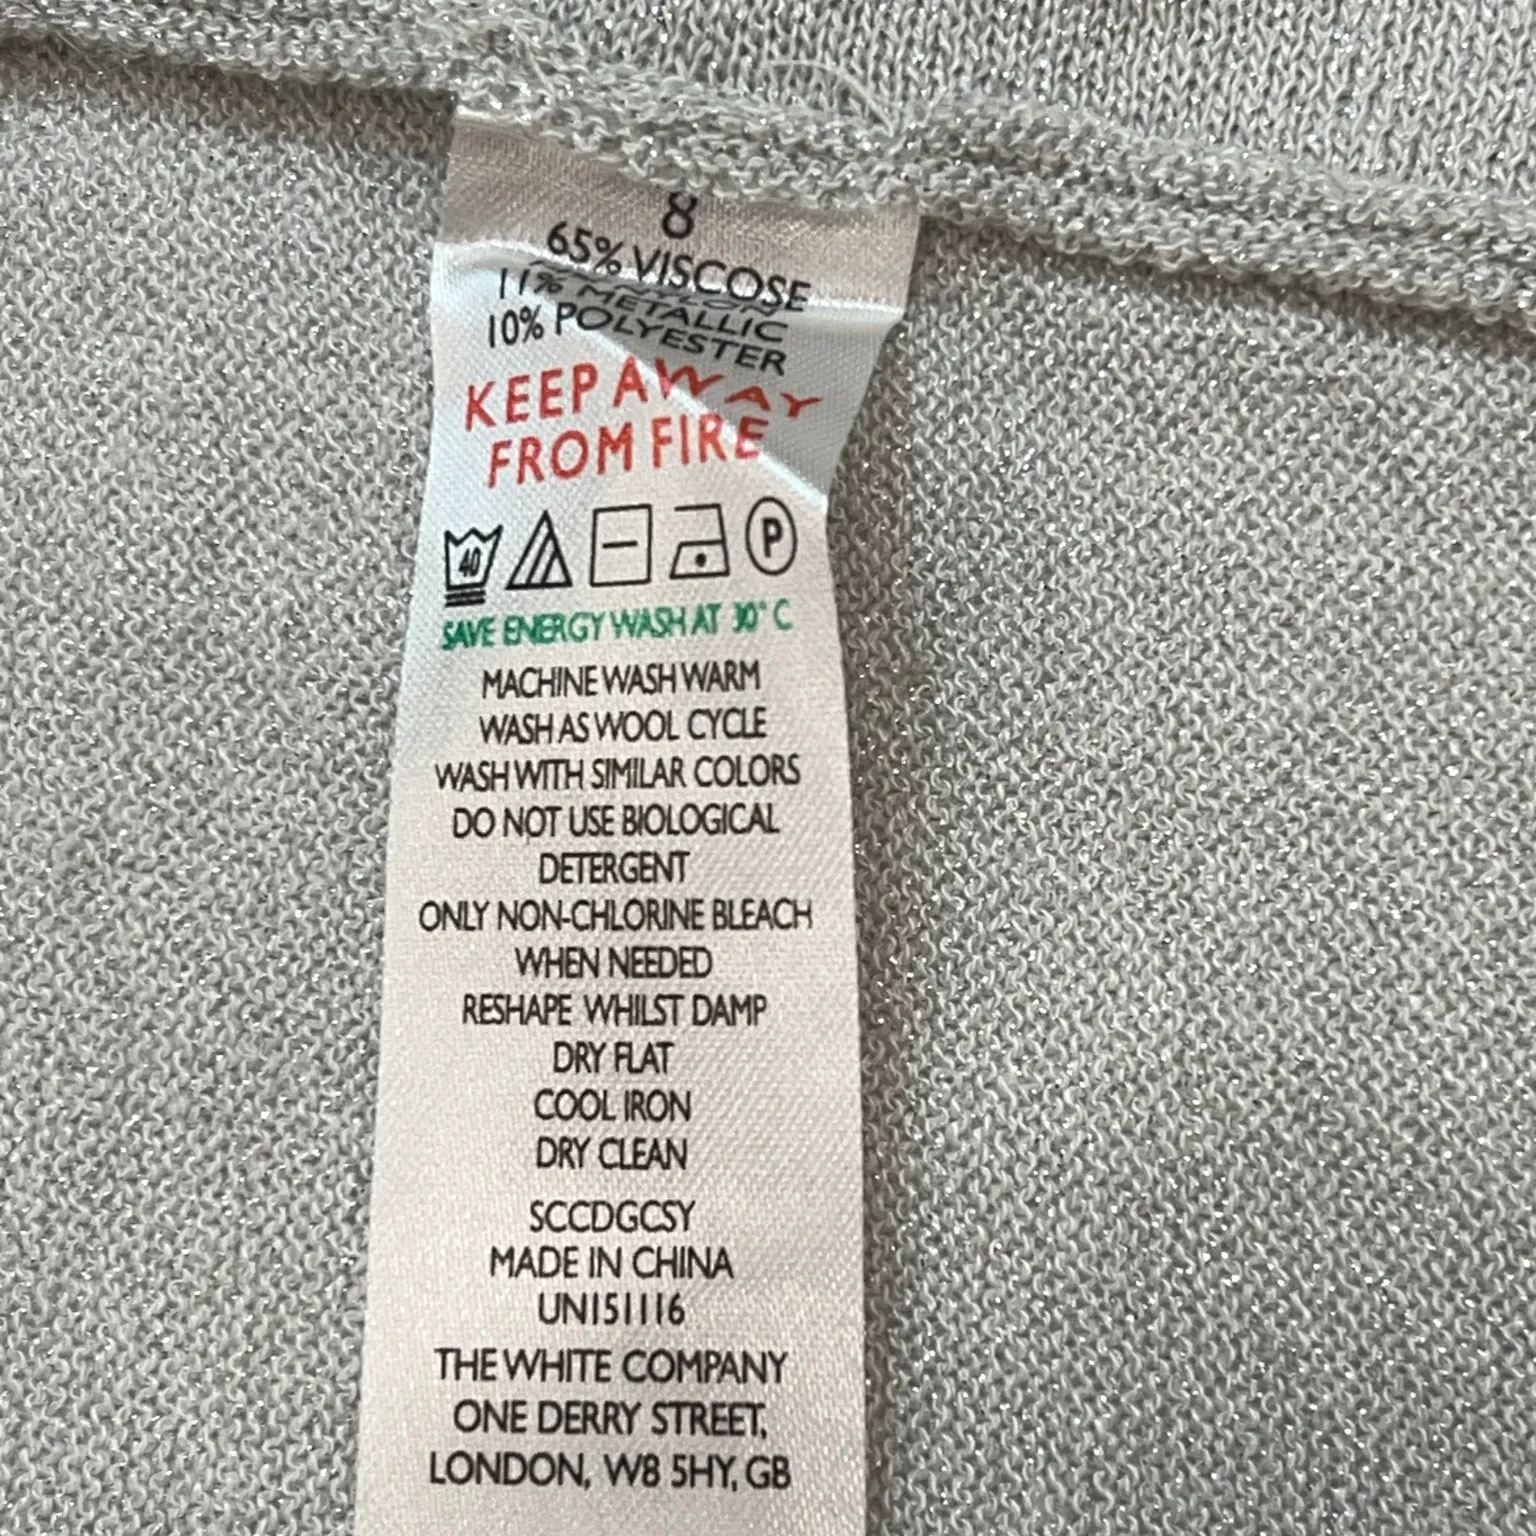 8
65% VISCOSE
11% METALLIC
10% POLYESTER
KEEP AWAY
FROM FIRE
40 P
SAVE ENERGY WASH AT 30° C
MACHINE WASH WARM
WASH AS WOOL CYCLE
WASH WITH SIMILAR COLORS
DO NOT USE BIOLOGICAL
DETERGENT
ONLY NON-CHLORINE BLEACH
WHEN NEEDED
RESHAPE WHILST DAMP
DRY FLAT
COOL IRON
DRY CLEAN
SCCDGCSY
MADE IN CHINA
UN151116
THE WHITE COMPANY
ONE DERRY STREET,
LONDON, W8 5HY, GB